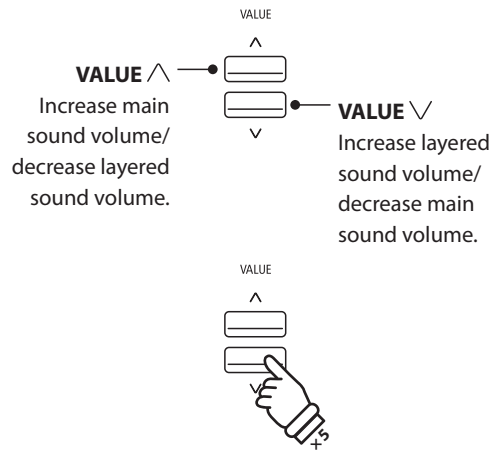 VALUE
VALUE ∧
Increase main
sound volume/
decrease layered
sound volume.
VALUE ∨
Increase layered
sound volume/
decrease main
sound volume.
VALUE
×5